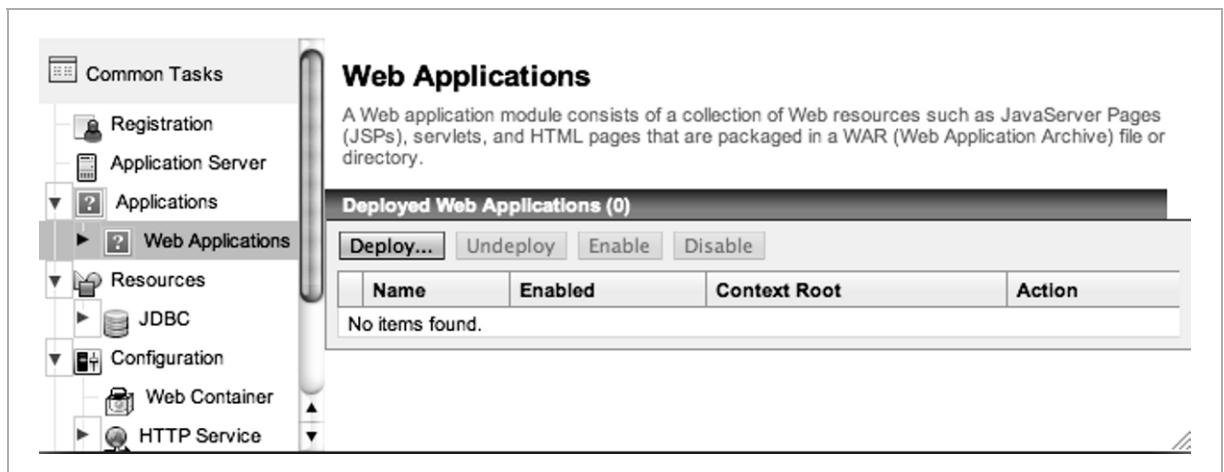 Common Tasks
Registration
Application Server
Applications
Web Applications
Resources
JDBC
Configuration
Web Container
HTTP Service
Web Applications
A Web application module consists of a collection of Web resources such as JavaServer Pages
(JSPs), servlets, and HTML pages that are packaged in a WAR (Web Application Archive) file or
directory.
Deployed Web Applications (0)
Deploy... Undeploy Enable Disable
Name Enabled Context Root Action
No items found.